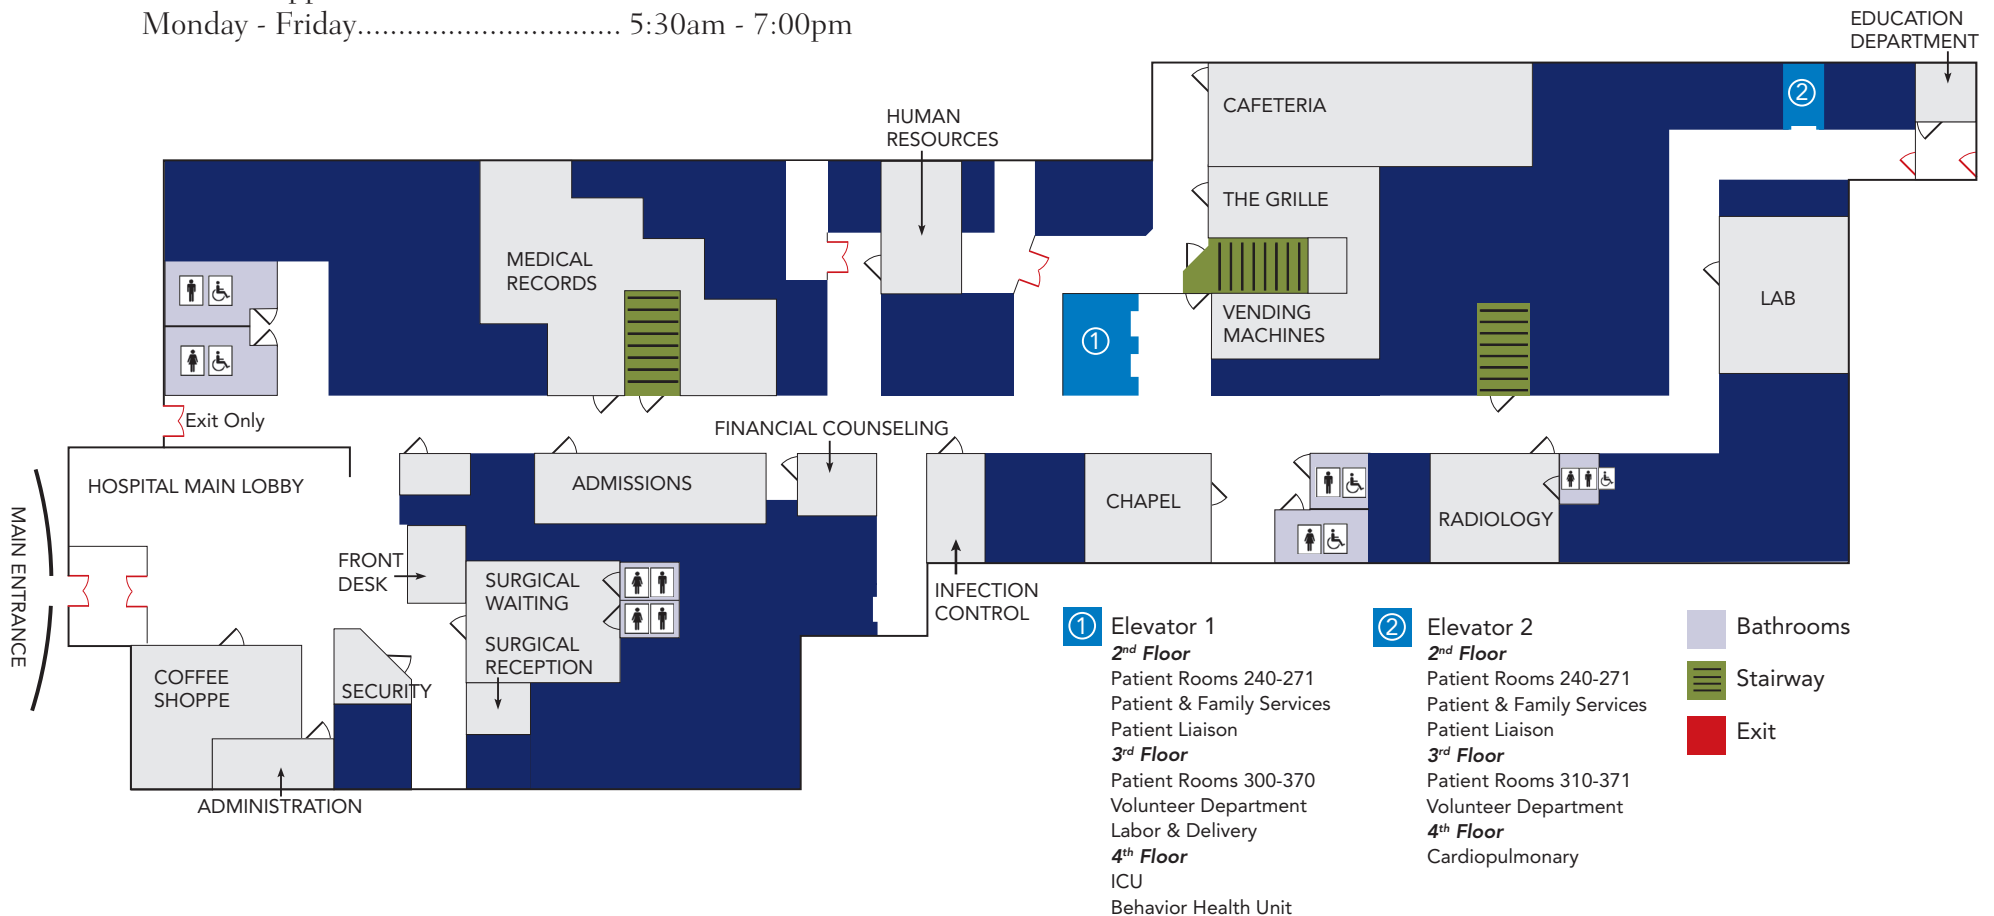 Monday - Friday................................ 5:30am - 7:00pm
EDUCATION
DEPARTMENT
2
CAFETERIA
HUMAN
RESOURCES
THE GRILLE
MEDICAL
RECORDS
LAB
1
VENDING
MACHINES
Exit Only
FINANCIAL COUNSELING
HOSPITAL MAIN LOBBY
ADMISSIONS
CHAPEL
RADIOLOGY
MAIN ENTRANCE
FRONT
DESK
SURGICAL
WAITING
SURGICAL
RECEPTION
INFECTION
CONTROL
COFFEE
SHOPPE
SECURITY
ADMINISTRATION
1 Elevator 1
2nd Floor
Patient Rooms 240-271
Patient & Family Services
Patient Liaison
3rd Floor
Patient Rooms 300-370
Volunteer Department
Labor & Delivery
4th Floor
ICU
Behavior Health Unit
2 Elevator 2
2nd Floor
Patient Rooms 240-271
Patient & Family Services
Patient Liaison
3rd Floor
Patient Rooms 310-371
Volunteer Department
4th Floor
Cardiopulmonary
Bathrooms
Stairway
Exit